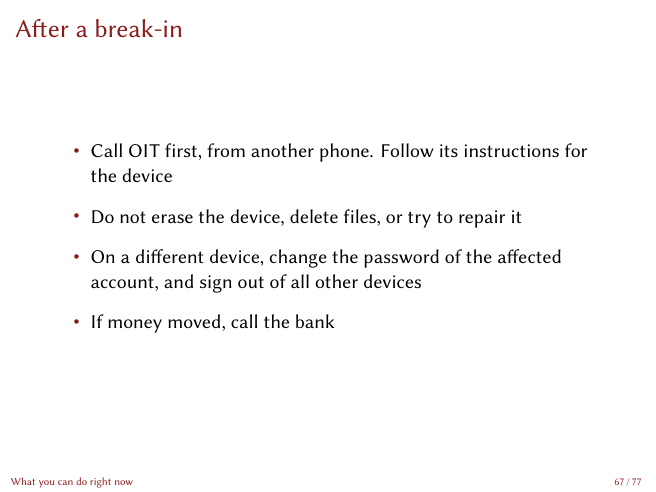 After a break-in
• Call OIT first, from another phone. Follow its instructions for
the device
• Do not erase the device, delete files, or try to repair it
• On a different device, change the password of the affected
account, and sign out of all other devices
• If money moved, call the bank
What you can do right now
67 / 77